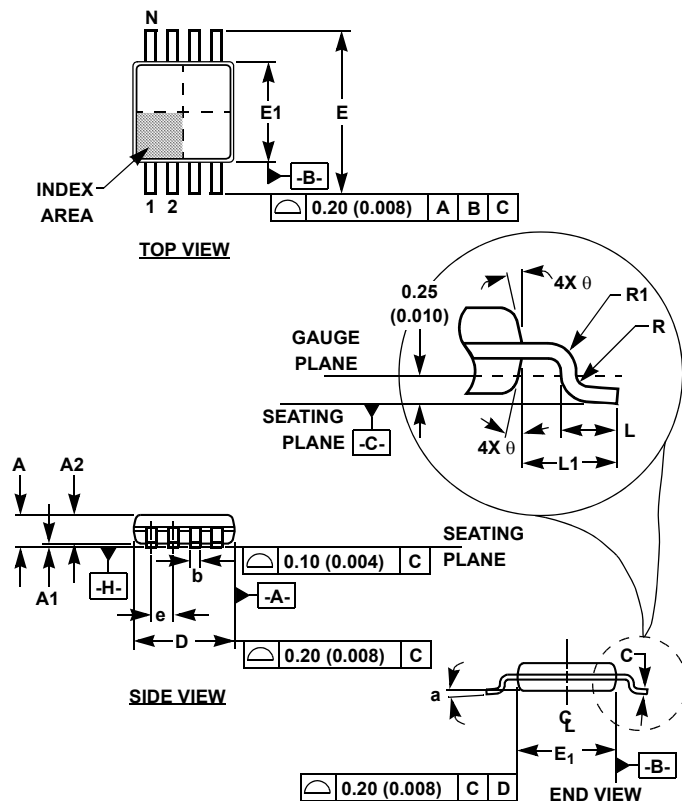 N
E1
E
-B-
INDEX
AREA
1 2
0.20 (0.008) A B C
TOP VIEW
0.25
(0.010)
4X θ
R1
R
GAUGE
PLANE
SEATING
PLANE
-C-
4X θ
L
L1
A
A2
SEATING
PLANE
0.10 (0.004) C
-H-
b
A1
-A-
e
D
0.20 (0.008) C
SIDE VIEW
C
a
CL
E1
-B-
0.20 (0.008) C D
END VIEW